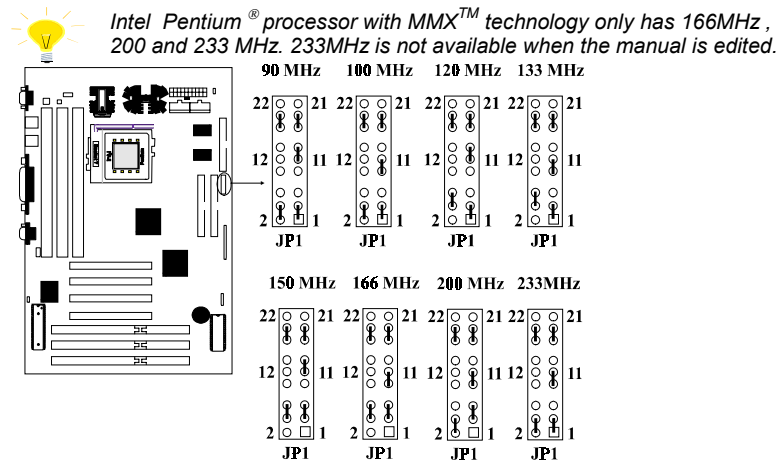 Intel Pentium ® processor with MMX™ technology only has 166MHz ,
200 and 233 MHz. 233MHz is not available when the manual is edited.
90 MHz 100 MHz 120 MHz 133 MHz
22 21 22 21 22 21 22 21
12 11 12 11 12 11 12 11
2 1 2 1 2 1 2 1
JP1 JP1 JP1 JP1
150 MHz 166 MHz 200 MHz 233MHz
22 21 22 21 22 21 22 21
12 11 12 11 12 11 12 11
2 1 2 1 2 1 2 1
JP1 JP1 JP1 JP1